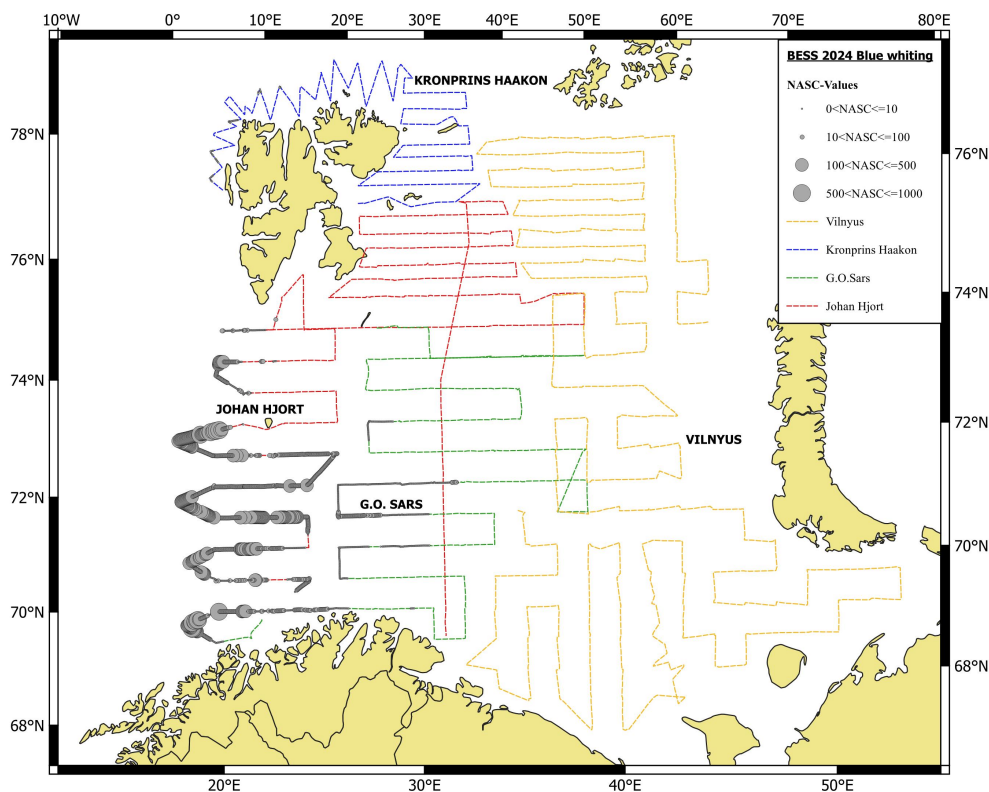 10°W 0° 10°E 20°E 30°E 40°E 50°E 60°E 70°E 80°E
BESS 2024 Blue whiting
NASC-Values
0<NASC<=10
10<NASC<=100
100<NASC<=500
500<NASC<=1000
Vilnyus
Kronprins Haakon
G.O.Sars
Johan Hjort
KRONPRINS HAAKON
78°N
76°N
76°N
74°N
74°N
JOHAN HJORT
72°N
VILNYUS
72°N
G.O. SARS
70°N
70°N
68°N
68°N
20°E 30°E 40°E 50°E